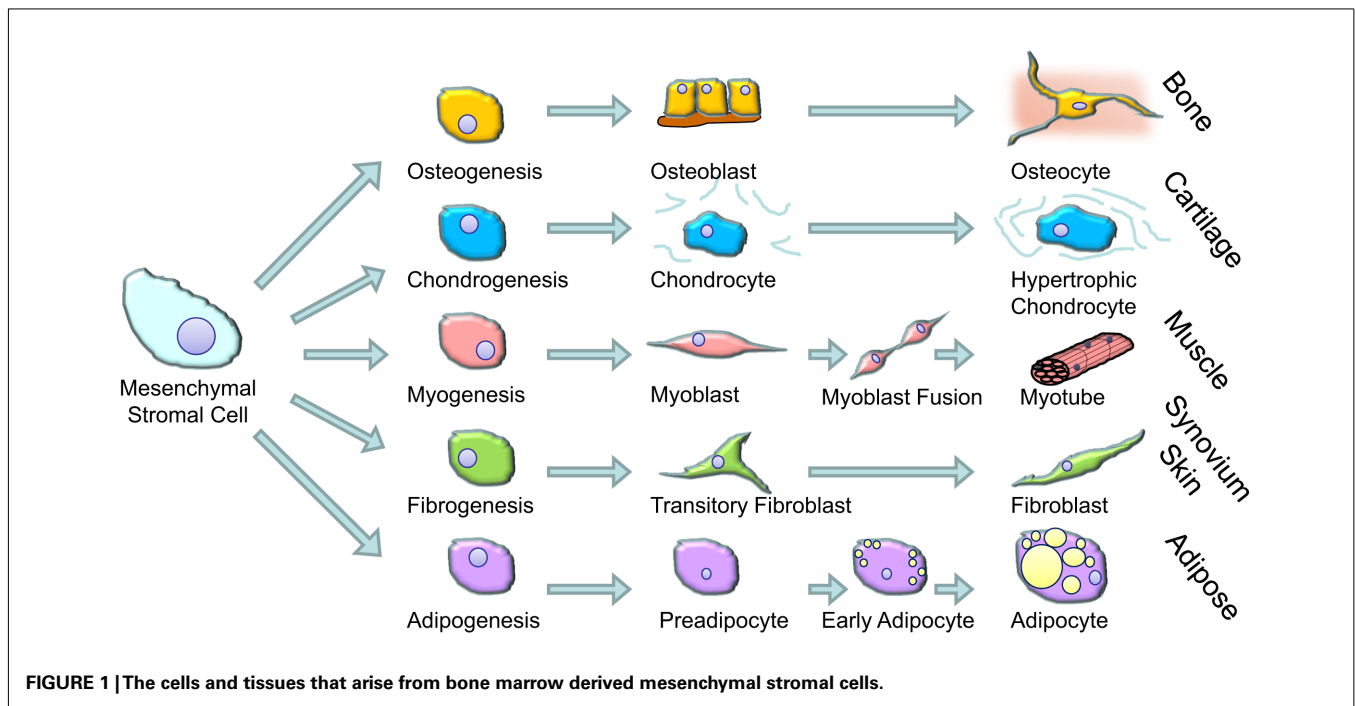 Osteogenesis
Osteoblast
Osteocyte
Bone
Chondrogenesis
Chondrocyte
Hypertrophic
Chondrocyte
Cartilage
Mesenchymal
Stromal Cell
Myogenesis
Myoblast
Myoblast Fusion
Myotube
Muscle
Fibrogenesis
Transitory Fibroblast
Fibroblast
Synovium
Skin
Adipogenesis
Preadipocyte
Early Adipocyte
Adipocyte
Adipose
FIGURE 1 | The cells and tissues that arise from bone marrow derived mesenchymal stromal cells.